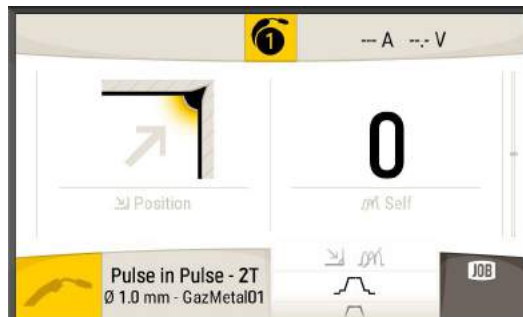 1 --- A --.- V
0
Position Self
Pulse in Pulse - 2T
Ø 1.0 mm - GazMetal01
JOB